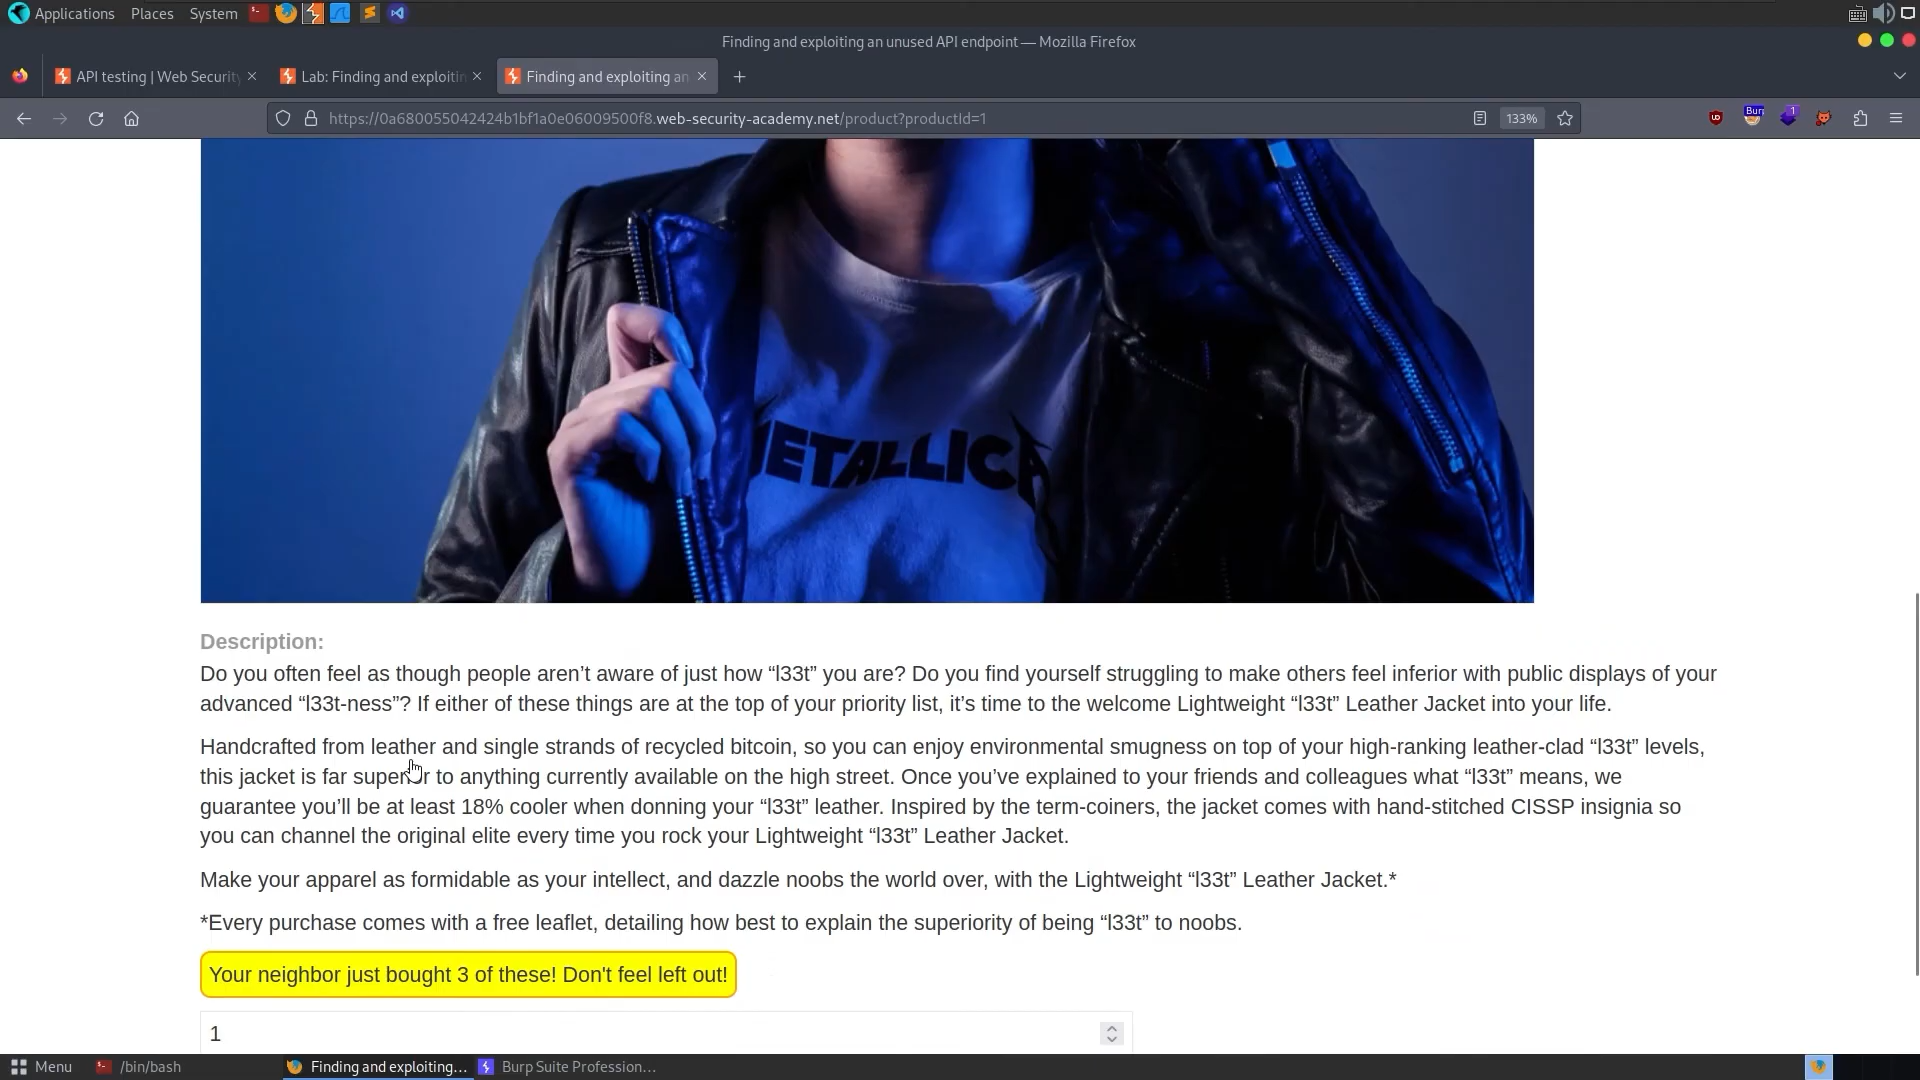 Applications Places System
Finding and exploiting an unused API endpoint — Mozilla Firefox
API testing | Web Security
Lab: Finding and exploitin
Finding and exploiting an
https://0a680055042424b1bf1a0e06009500f8.web-security-academy.net/product?productId=1
133%
Bur
1
METALLICA
Description:
Do you often feel as though people aren’t aware of just how “l33t” you are? Do you find yourself struggling to make others feel inferior with public displays of your
advanced “l33t-ness”? If either of these things are at the top of your priority list, it’s time to the welcome Lightweight “l33t” Leather Jacket into your life.
Handcrafted from leather and single strands of recycled bitcoin, so you can enjoy environmental smugness on top of your high-ranking leather-clad “l33t” levels,
this jacket is far superior to anything currently available on the high street. Once you’ve explained to your friends and colleagues what “l33t” means, we
guarantee you’ll be at least 18% cooler when donning your “l33t” leather. Inspired by the term-coiners, the jacket comes with hand-stitched CISSP insignia so
you can channel the original elite every time you rock your Lightweight “l33t” Leather Jacket.
Make your apparel as formidable as your intellect, and dazzle noobs the world over, with the Lightweight “l33t” Leather Jacket.*
*Every purchase comes with a free leaflet, detailing how best to explain the superiority of being “l33t” to noobs.
Your neighbor just bought 3 of these! Don't feel left out!
1
Menu /bin/bash Finding and exploiting... Burp Suite Profession...